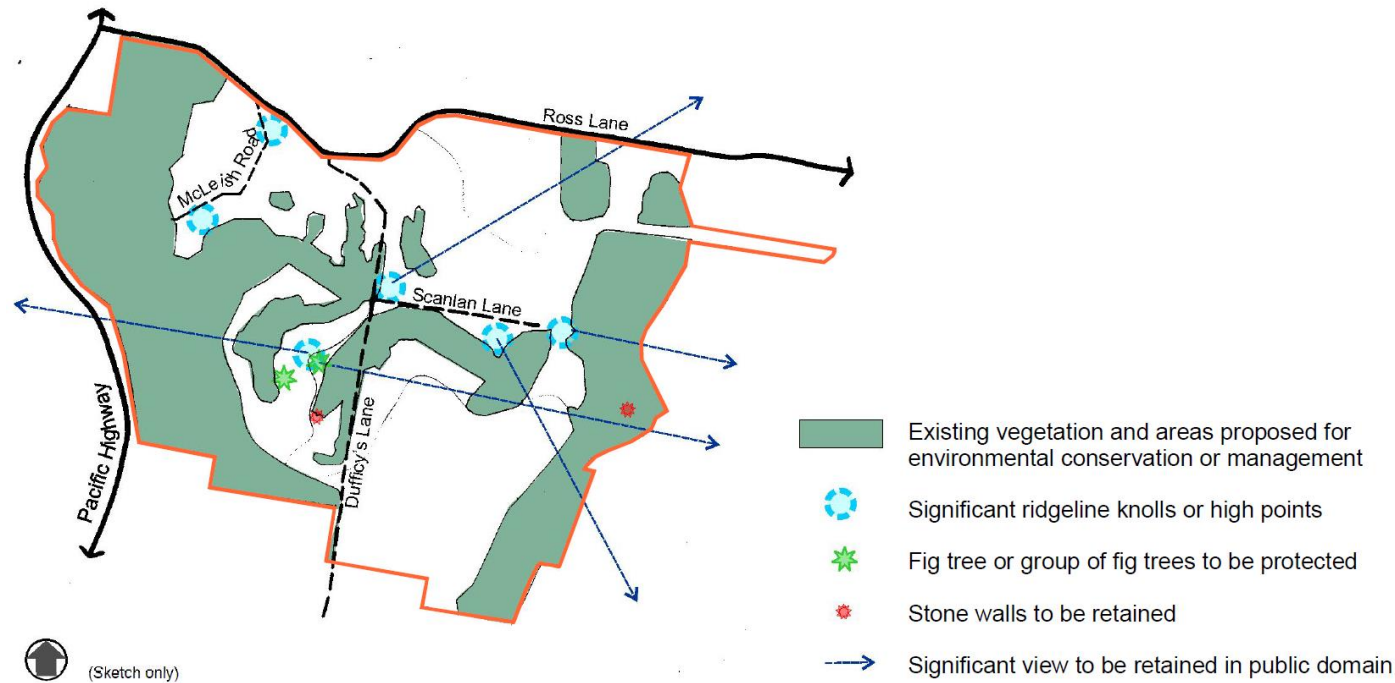 Ross Lane
McLeish Road
Scanlan Lane
Pacific Highway
Dufficy's Lane
Existing vegetation and areas proposed for
environmental conservation or management
Significant ridgeline knolls or high points
Fig tree or group of fig trees to be protected
Stone walls to be retained
Significant view to be retained in public domain
(Sketch only)